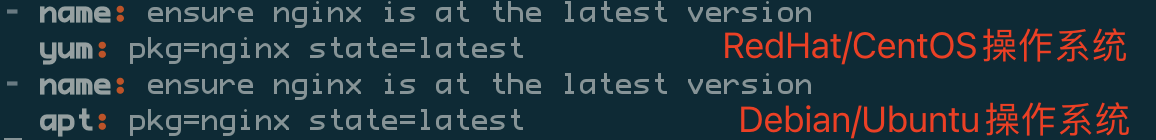 - name: ensure nginx is at the latest version
yum: pkg=nginx state=latest RedHat/CentOS操作系统
- name: ensure nginx is at the latest version
apt: pkg=nginx state=latest Debian/Ubuntu操作系统